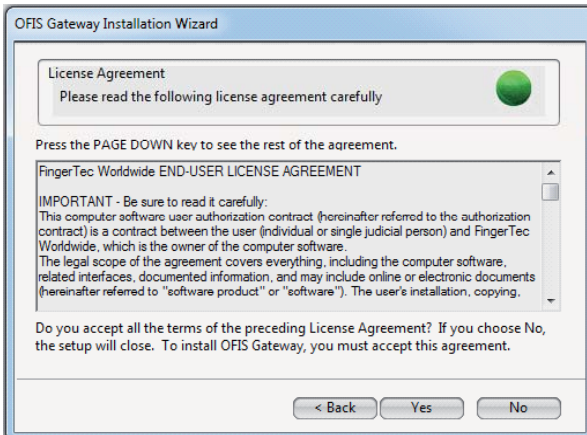 OFIS Gateway Installation Wizard
License Agreement
Please read the following license agreement carefully
Press the PAGE DOWN key to see the rest of the agreement.
FingerTec Worldwide END-USER LICENSE AGREEMENT
IMPORTANT - Be sure to read it carefully:
This computer software user authorization contract (hereinafter referred to the authorization
contract) is a contract between the user (individual or single judicial person) and FingerTec
Worldwide, which is the owner of the computer software.
The legal scope of the agreement covers everything, including the computer software,
related interfaces, documented information, and may include online or electronic documents
(hereinafter referred to "software product" or "software"). The user's installation, copying,
Do you accept all the terms of the preceding License Agreement? If you choose No,
the setup will close. To install OFIS Gateway, you must accept this agreement.
< Back Yes No